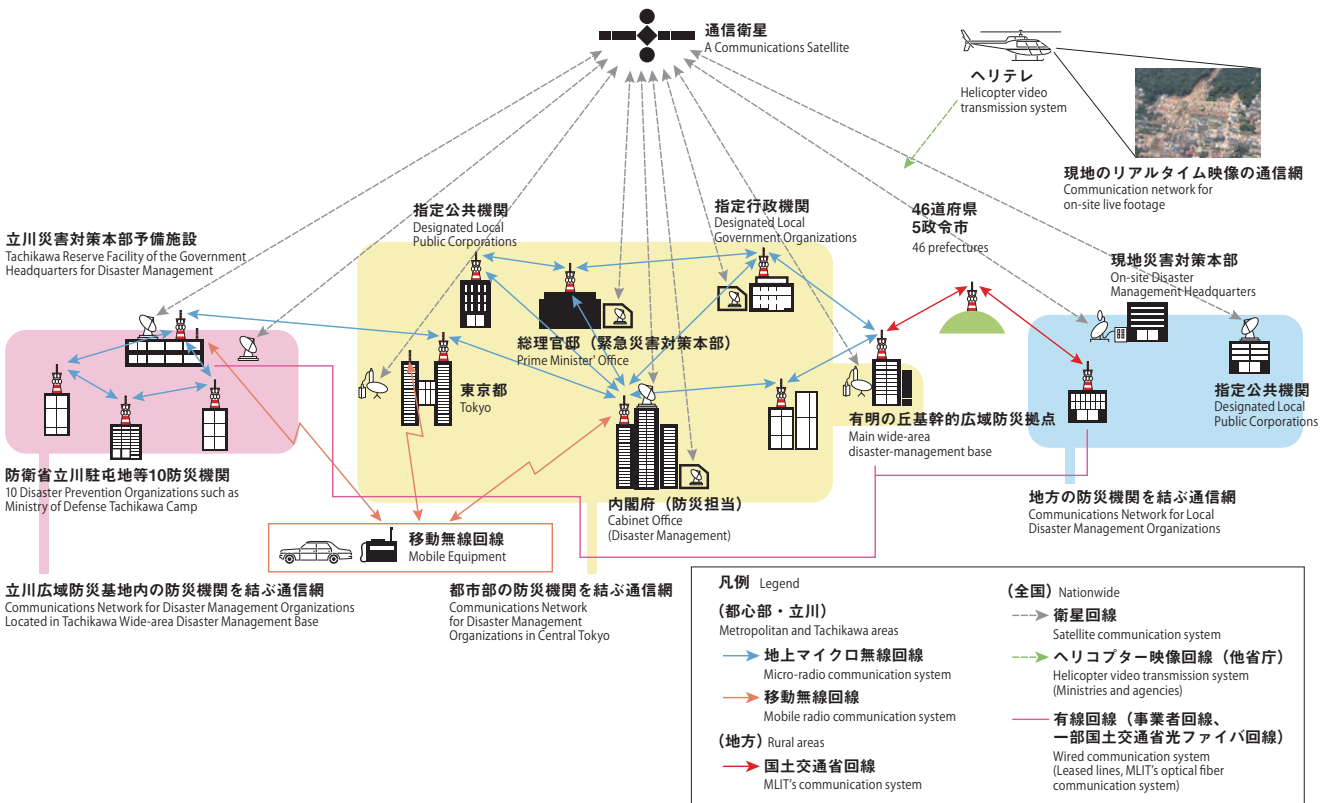 通信衛星
A Communications Satellite
ヘリテレ
Helicopter video
transmission system
現地のリアルタイム映像の通信網
Communication network for
on-site live footage
立川災害対策本部予備施設
Tachikawa Reserve Facility of the Government
Headquarters for Disaster Management
指定公共機関
Designated Local
Public Corporations
指定行政機関
Designated Local
Government Organizations
46道府県
5政令市
46 prefectures
現地災害対策本部
On-site Disaster
Management Headquarters
総理官邸（緊急災害対策本部）
Prime Minister' Office
東京都
Tokyo
有明の丘基幹的広域防災拠点
Main wide-area
disaster-management base
指定公共機関
Designated Local
Public Corporations
防衛省立川駐屯地等10防災機関
10 Disaster Prevention Organizations such as
Ministry of Defense Tachikawa Camp
内閣府（防災担当）
Cabinet Office
(Disaster Management)
地方の防災機関を結ぶ通信網
Communications Network for Local
Disaster Management Organizations
移動無線回線
Mobile Equipment
立川広域防災基地内の防災機関を結ぶ通信網
Communications Network for Disaster Management Organizations
Located in Tachikawa Wide-area Disaster Management Base
都市部の防災機関を結ぶ通信網
Communications Network
for Disaster Management
Organizations in Central Tokyo
凡例 Legend
（都心部・立川）
Metropolitan and Tachikawa areas
地上マイクロ無線回線
Micro-radio communication system
移動無線回線
Mobile radio communication system
（地方）Rural areas
国土交通省回線
MLIT's communication system
（全国）Nationwide
衛星回線
Satellite communication system
ヘリコプター映像回線（他省庁）
Helicopter video transmission system
(Ministries and agencies)
有線回線（事業者回線、
一部国土交通省光ファイバ回線）
Wired communication system
(Leased lines, MLIT's optical fiber
communication system)